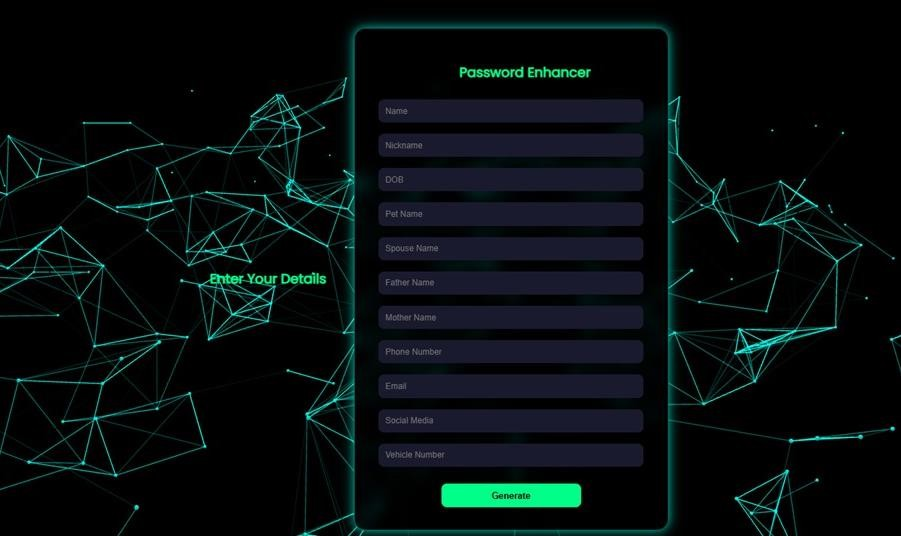 Password Enhancer
Enter Your Details
Name
Nickname
DOB
Pet Name
Spouse Name
Father Name
Mother Name
Phone Number
Email
Social Media
Vehicle Number
Generate